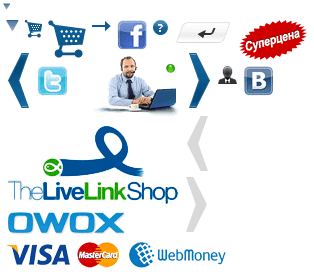 Суперцена
TheLiveLinkShop
OWOX
VISA MasterCard WebMoney